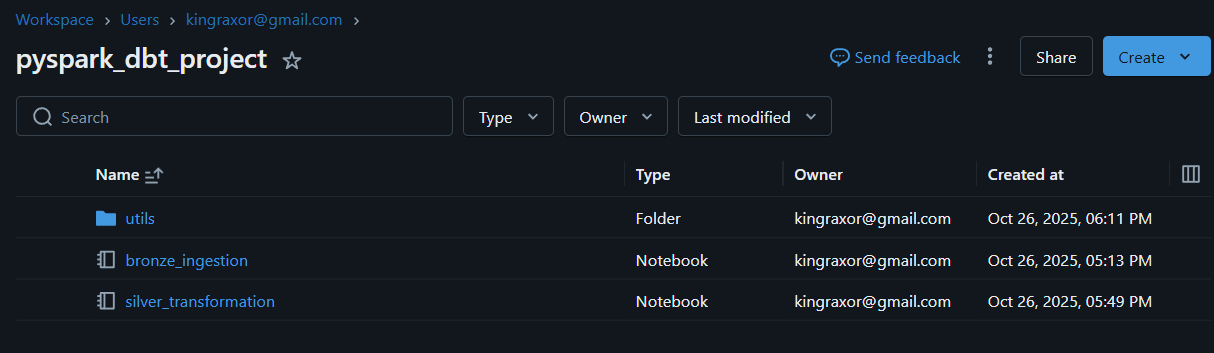 Workspace > Users > kingraxor@gmail.com >
pyspark_dbt_project
Send feedback
Share
Create
Search
Type
Owner
Last modified
Name Type Owner Created at
utils Folder kingraxor@gmail.com Oct 26, 2025, 06:11 PM
bronze_ingestion Notebook kingraxor@gmail.com Oct 26, 2025, 05:13 PM
silver_transformation Notebook kingraxor@gmail.com Oct 26, 2025, 05:49 PM